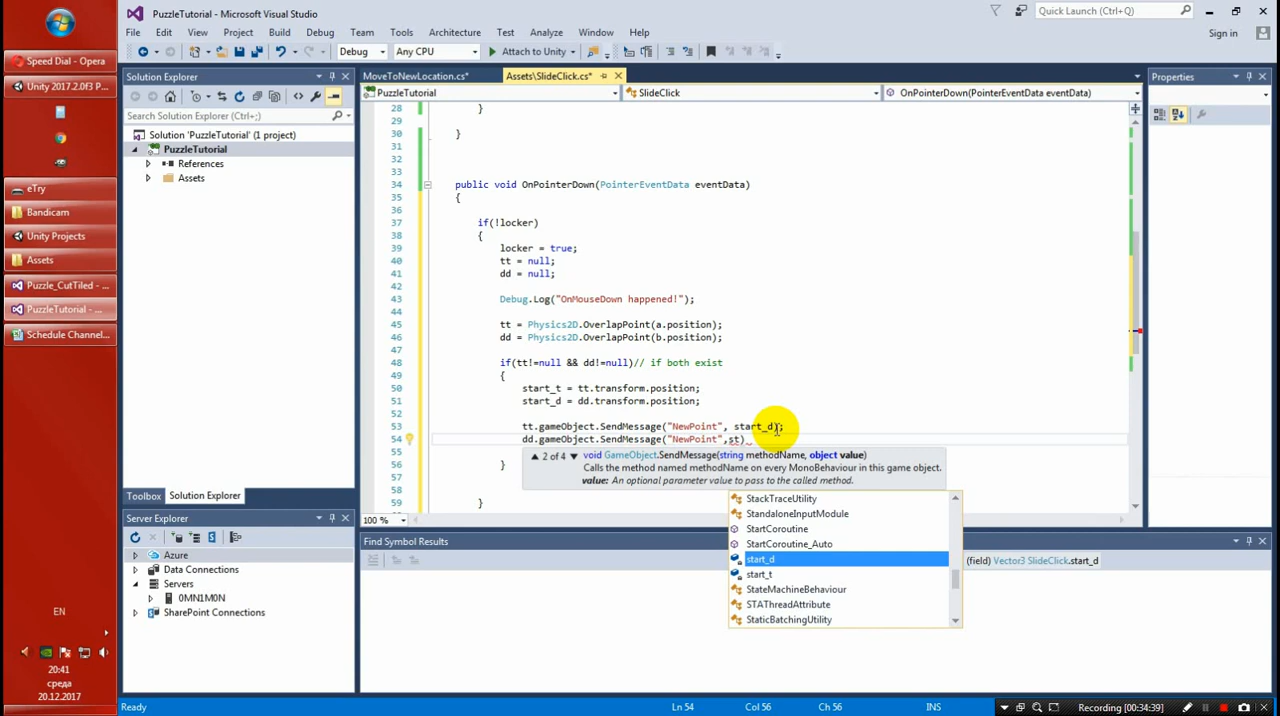 PuzzleTutorial - Microsoft Visual Studio
Quick Launch (Ctrl+Q)
File Edit View Project Build Debug Team Tools Architecture Test Analyze Window Help
Sign in
Debug Any CPU Attach to Unity
Speed Dial - Opera
Unity 2017.2.0f3 P...
eTry
Bandicam
Unity Projects
Assets
Puzzle_CutTiled - ...
PuzzleTutorial - ...
Schedule Channel...
EN
20:41
среда
20.12.2017
Solution Explorer
Search Solution Explorer (Ctrl+;)
Solution 'PuzzleTutorial' (1 project)
PuzzleTutorial
References
Assets
Toolbox Solution Explorer
Server Explorer
Azure
Data Connections
Servers
0MN1M0N
SharePoint Connections
MoveToNewLocation.cs* Assets\SlideClick.cs*
PuzzleTutorial SlideClick OnPointerDown(PointerEventData eventData)
28 }
29
30 }
31
32
33
34 public void OnPointerDown(PointerEventData eventData)
35 {
36
37 if(!locker)
38 {
39 locker = true;
40 tt = null;
41 dd = null;
42
43 Debug.Log("OnMouseDown happened!");
44
45 tt = Physics2D.OverlapPoint(a.position);
46 dd = Physics2D.OverlapPoint(b.position);
47
48 if(tt!=null && dd!=null)// if both exist
49 {
50 start_t = tt.transform.position;
51 start_d = dd.transform.position;
52
53 tt.gameObject.SendMessage("NewPoint", start_d);
54 dd.gameObject.SendMessage("NewPoint",st)
55
56 }
57
58
59 }
2 of 4 void GameObject.SendMessage(string methodName, object value)
Calls the method named methodName on every MonoBehaviour in this game object.
value: An optional parameter value to pass to the called method.
StackTraceUtility
StandaloneInputModule
StartCoroutine
StartCoroutine_Auto
start_d
start_t
StateMachineBehaviour
STAThreadAttribute
StaticBatchingUtility
(field) Vector3 SlideClick.start_d
100 %
Find Symbol Results
Properties
Ready
Ln 54 Col 56 Ch 56 INS
Recording [00:34:39]